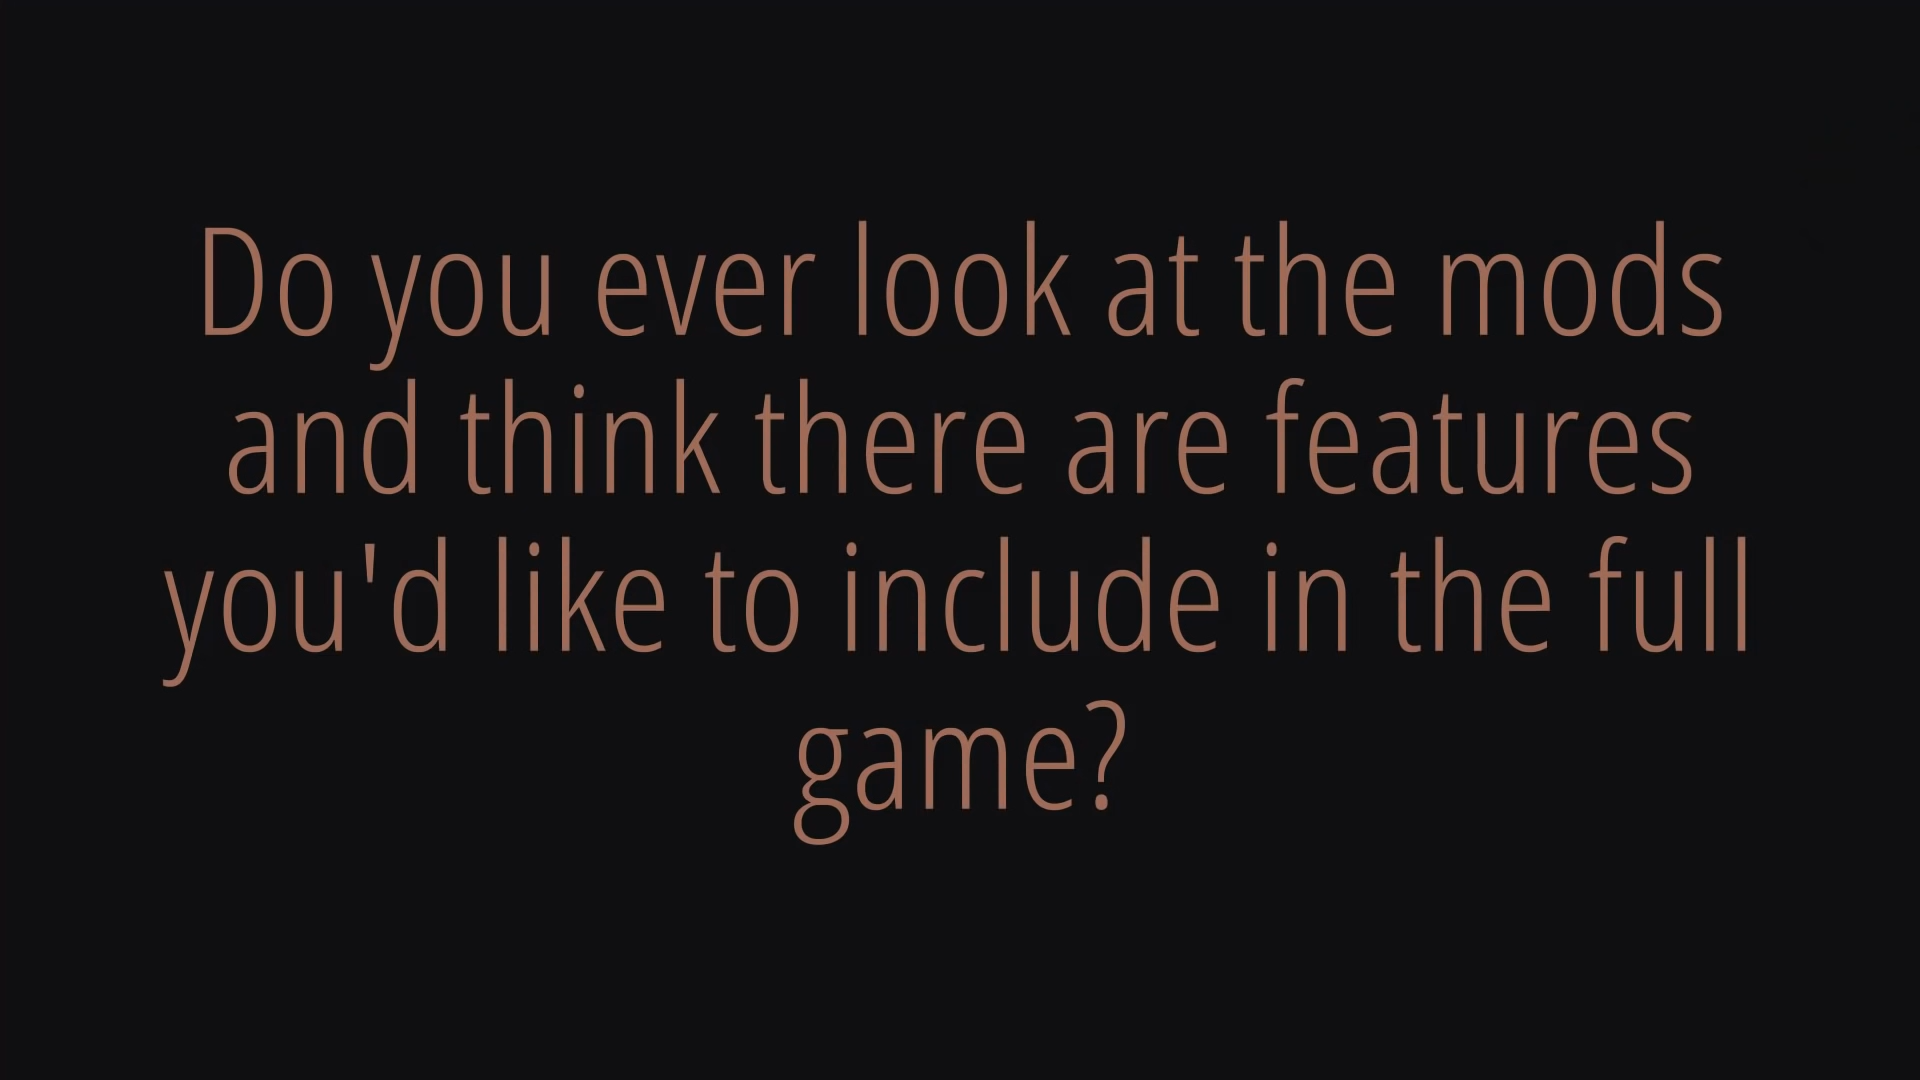 Do you ever look at the mods
and think there are features
you'd like to include in the full
game?